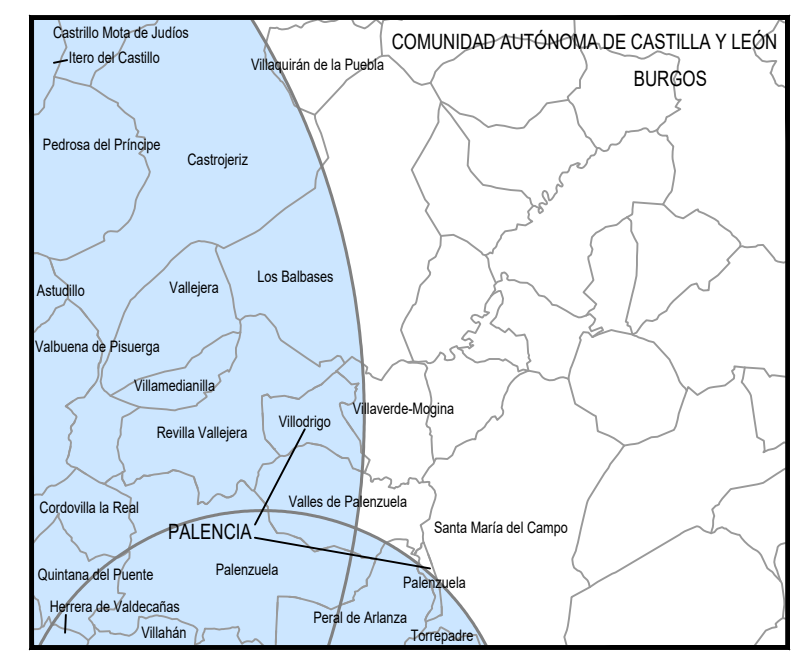 Castrillo Mota de Judíos
COMUNIDAD AUTÓNOMA DE CASTILLA Y LEÓN
Itero del Castillo
Villaquirán de la Puebla
BURGOS
Pedrosa del Príncipe
Castrojeriz
Los Balbases
Astudillo
Vallejera
Valbuena de Pisuerga
Villamedianilla
Villaverde-Mogina
Villodrigo
Revilla Vallejera
Valles de Palenzuela
Cordovilla la Real
PALENCIA
Santa María del Campo
Quintana del Puente
Palenzuela
Palenzuela
Herrera de Valdecañas
Peral de Arlanza
Villahán
Torrepadre